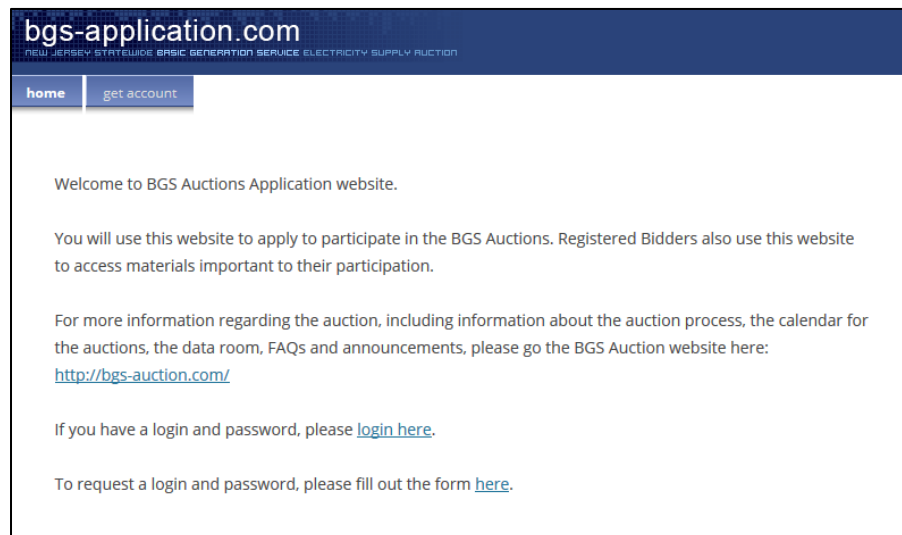 bgs-application.com
NEW JERSEY STATEWIDE BASIC GENERATION SERVICE ELECTRICITY SUPPLY AUCTION
home get account
Welcome to BGS Auctions Application website.
You will use this website to apply to participate in the BGS Auctions. Registered Bidders also use this website
to access materials important to their participation.
For more information regarding the auction, including information about the auction process, the calendar for
the auctions, the data room, FAQs and announcements, please go the BGS Auction website here:
http://bgs-auction.com/
If you have a login and password, please login here.
To request a login and password, please fill out the form here.